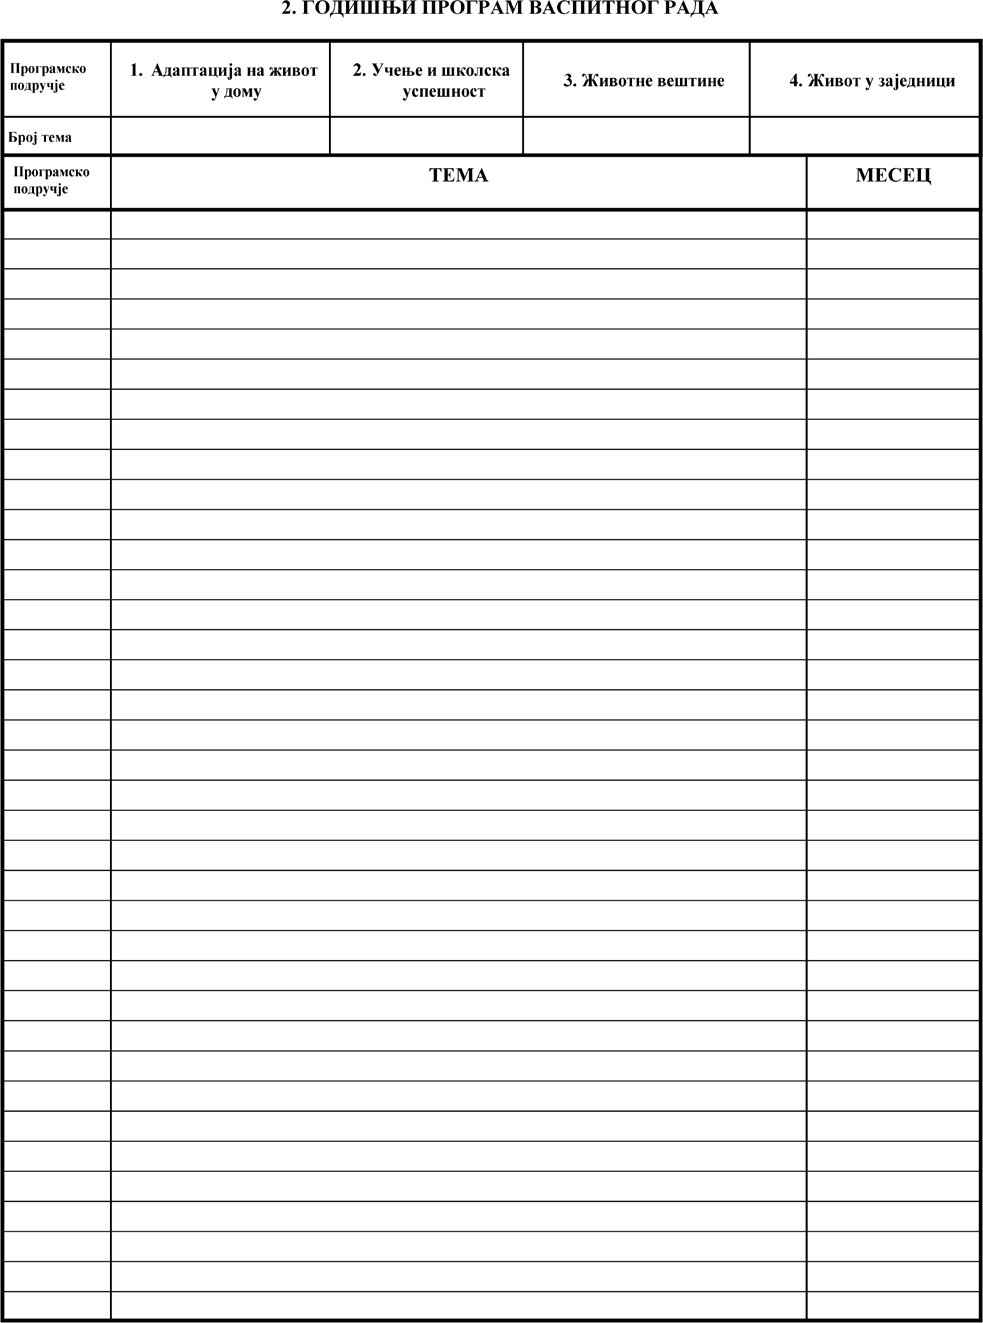 2. ГОДИШЊИ ПРОГРАМ ВАСПИТНОГ РАДА
Програмско
подручје
1. Адаптација на живот
у дому
2. Учење и школска
успешност
3. Животне вештине
4. Живот у заједници
Број тема
Програмско
подручје
ТЕМА
МЕСЕЦ